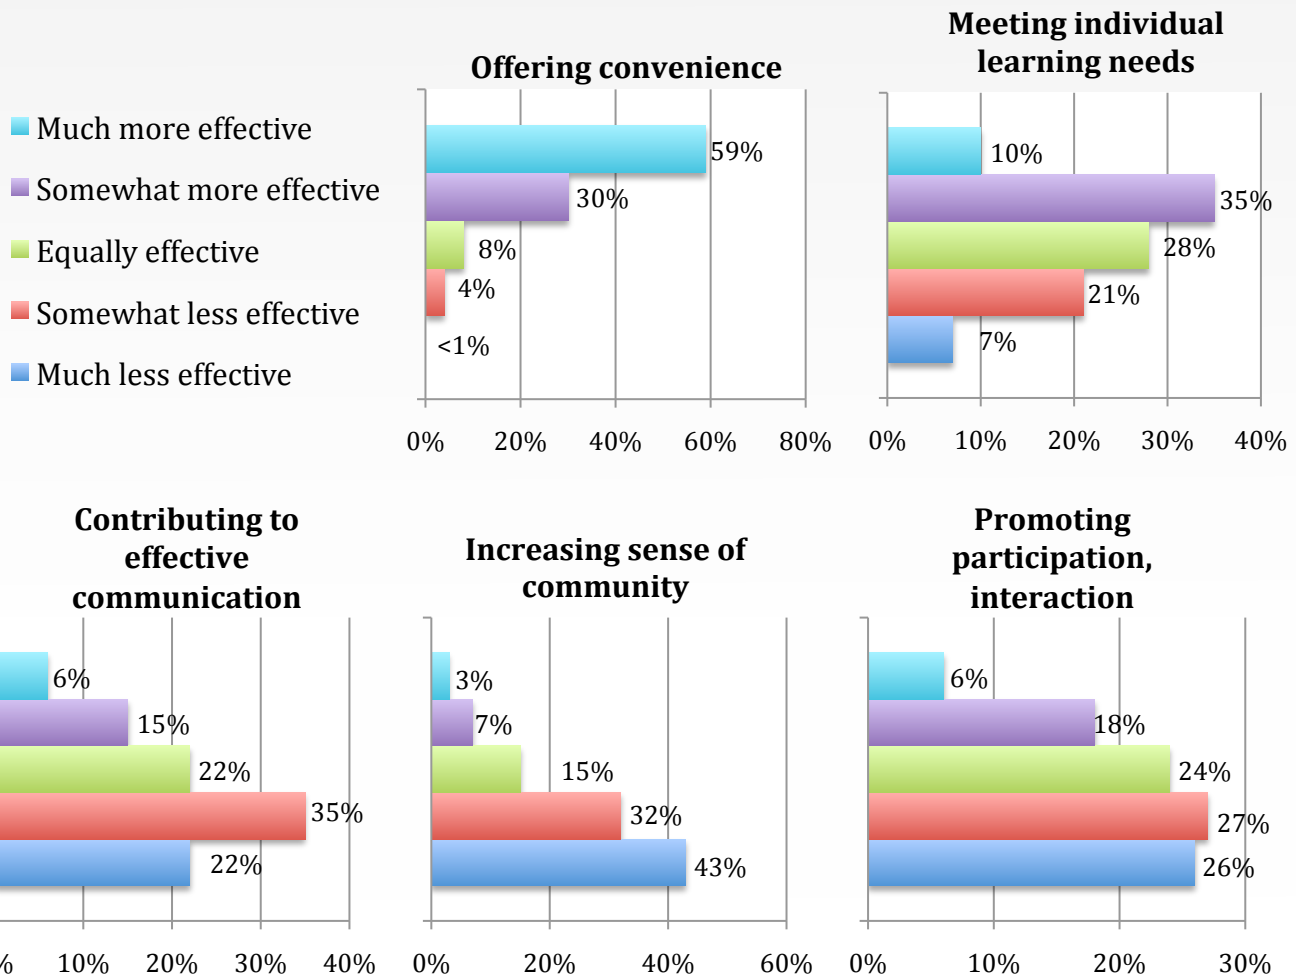 Much more effective
Somewhat more effective
Equally effective
Somewhat less effective
Much less effective
Offering convenience
59%
30%
8%
4%
<1%
0% 20% 40% 60% 80%
Meeting individual
learning needs
10%
35%
28%
21%
7%
0% 10% 20% 30% 40%
Contributing to
effective
communication
6%
15%
22%
35%
22%
% 10% 20% 30% 40%
Increasing sense of
community
3%
7%
15%
32%
43%
0% 20% 40% 60%
Promoting
participation,
interaction
6%
18%
24%
27%
26%
0% 10% 20% 30%